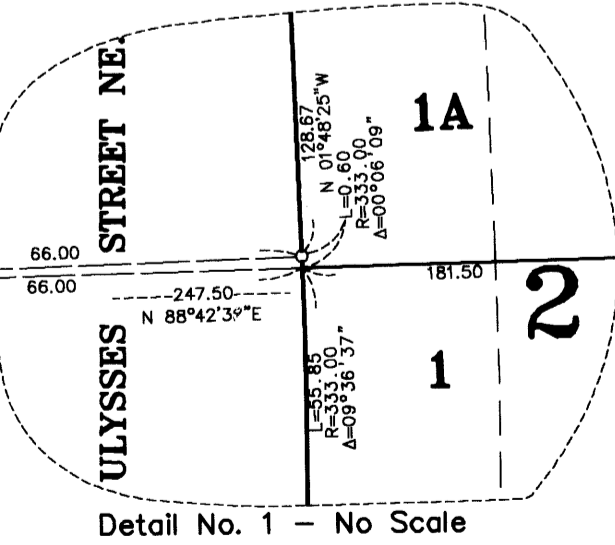 ULYSSES STREET NE.
1A
128.67
N 01°48'25"W
L=0.60
R=333.00
Δ=00°06'09"
66.00
66.00
247.50
N 88°42'39"E
181.50
2
1
L=55.85
R=333.00
Δ=09°36'37"
Detail No. 1 – No Scale